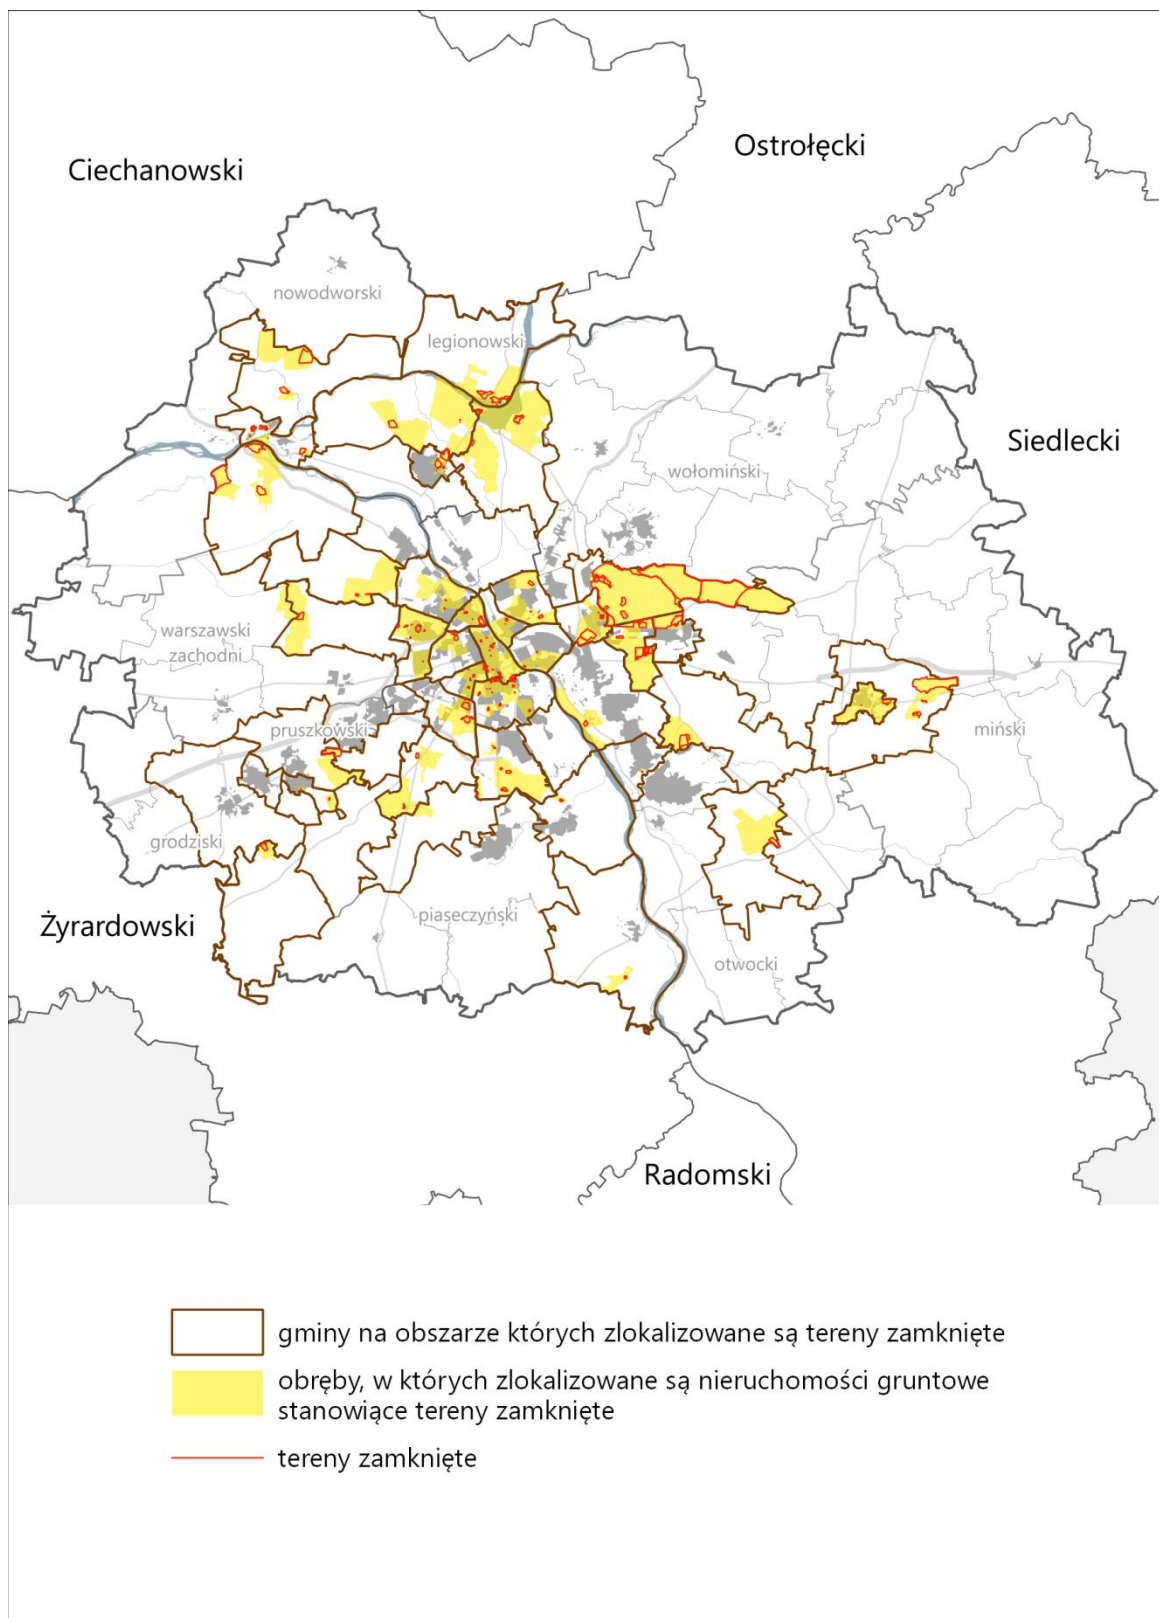 Ostrołęcki
Ciechanowski
nowodworski
legionowski
Siedlecki
wołomiński
warszawski
zachodni
pruszkowski
miński
grodziski
Żyrardowski
piaseczyński
otwocki
Radomski
gminy na obszarze których zlokalizowane są tereny zamknięte
obręby, w których zlokalizowane są nieruchomości gruntowe
stanowiące tereny zamknięte
tereny zamknięte